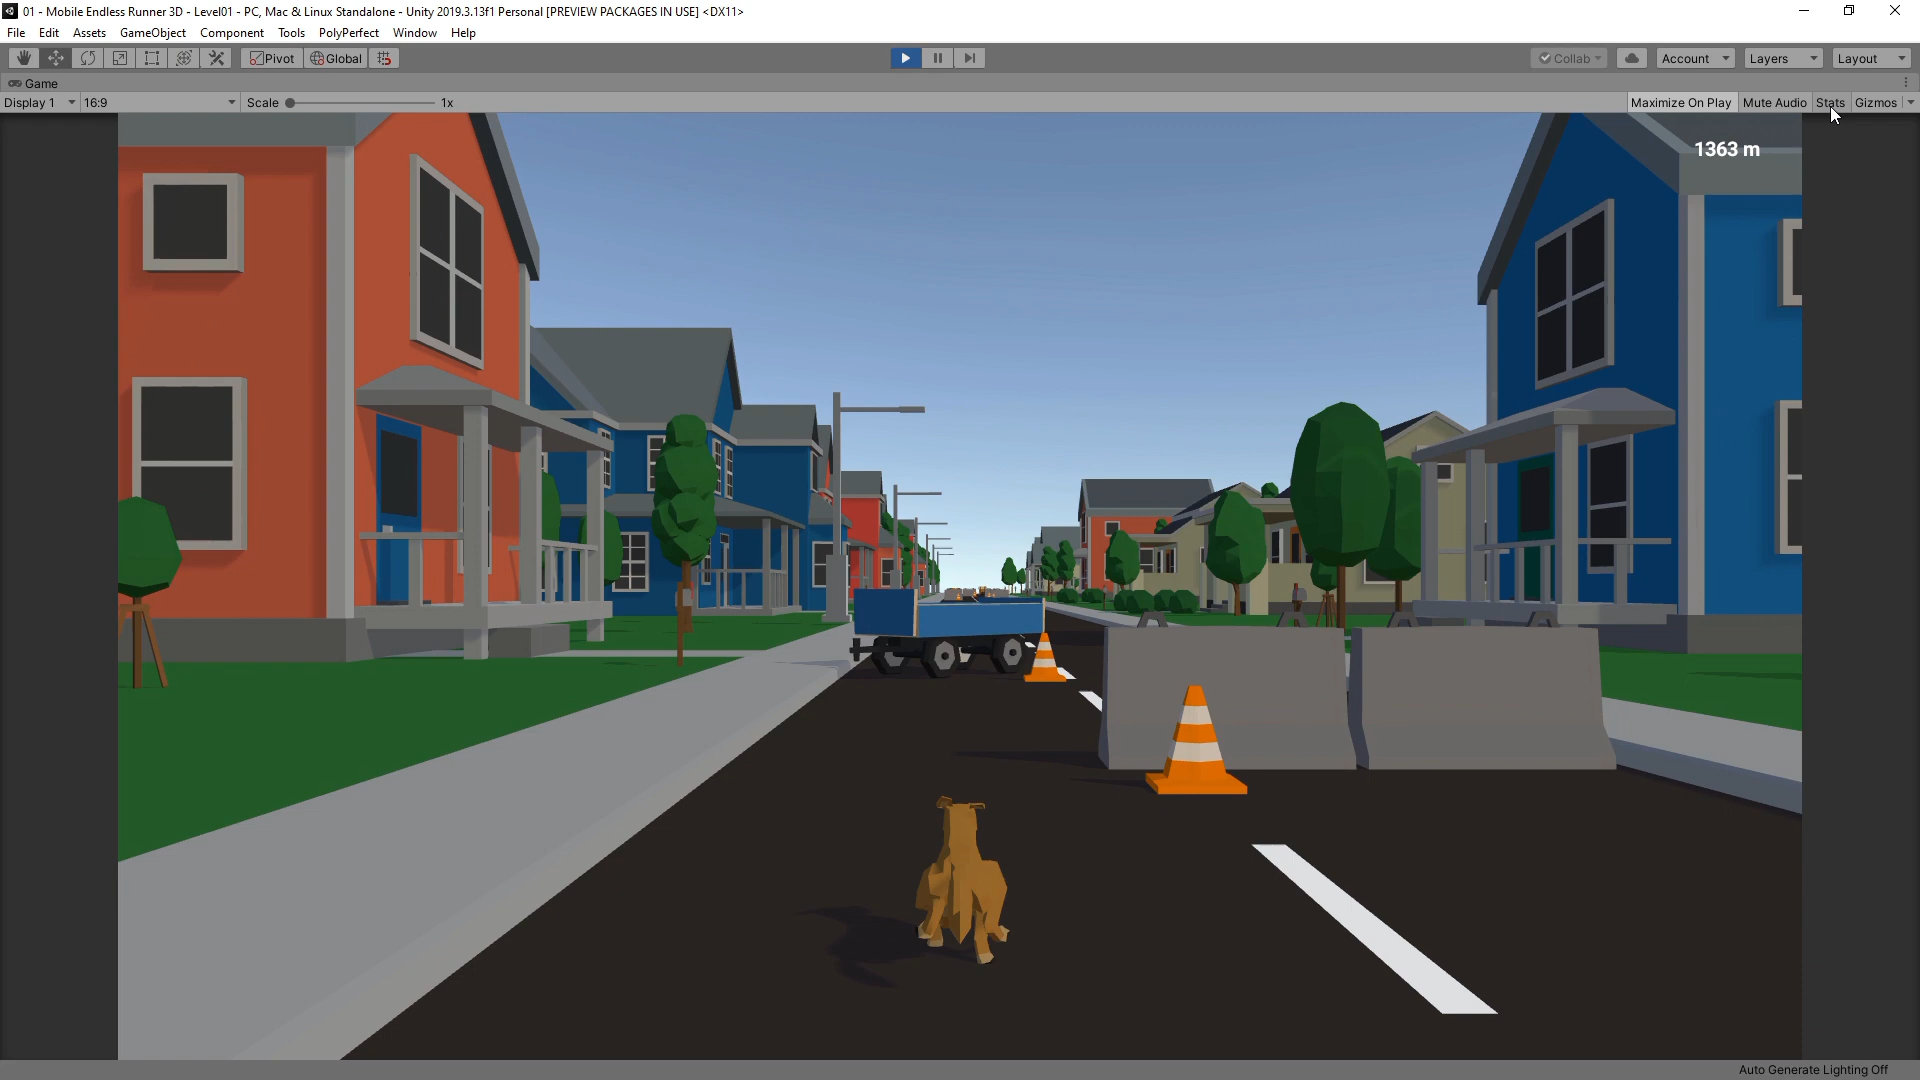 01 - Mobile Endless Runner 3D - Level01 - PC, Mac & Linux Standalone - Unity 2019.3.13f1 Personal [PREVIEW PACKAGES IN USE] <DX11>
File Edit Assets GameObject Component Tools PolyPerfect Window Help
Pivot Global Collab Account Layers Layout
Game
Display 1 16:9 Scale 1x Maximize On Play Mute Audio Stats Gizmos
1363 m
Auto Generate Lighting Off